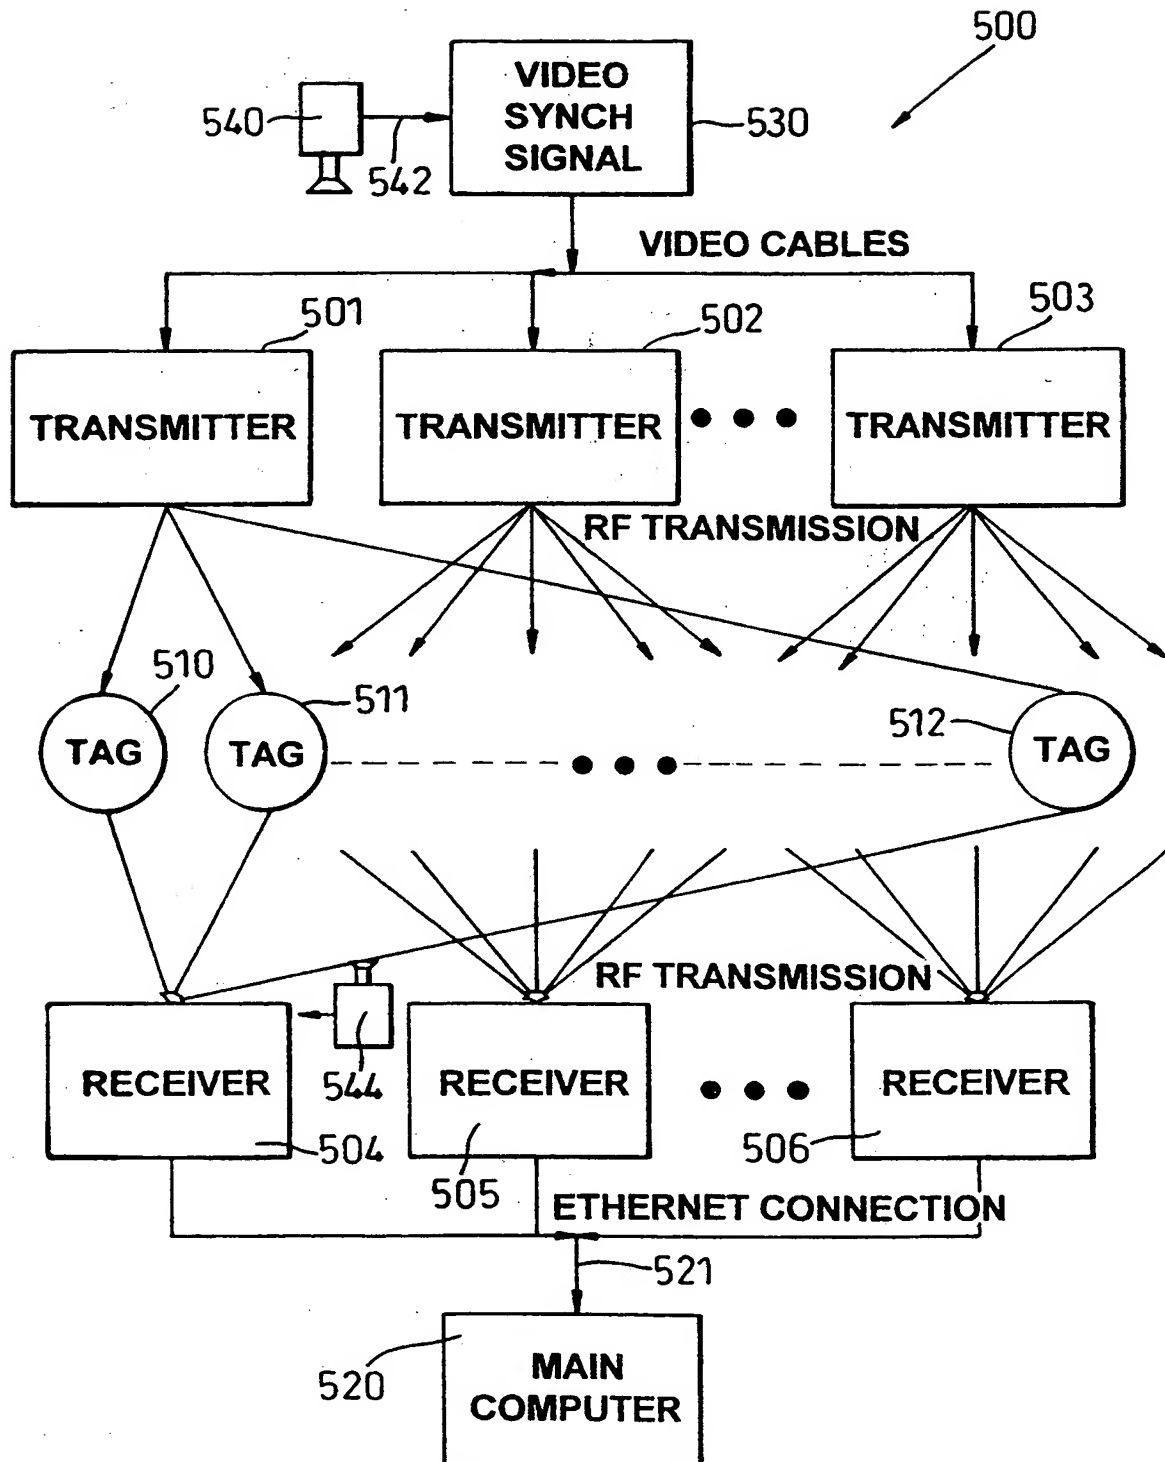 500
VIDEO
SYNCH
SIGNAL
540
542
530
VIDEO CABLES
501
502
503
TRANSMITTER
TRANSMITTER
TRANSMITTER
RF TRANSMISSION
510
511
512
TAG
TAG
TAG
RF TRANSMISSION
RECEIVER
544
RECEIVER
RECEIVER
504
505
506
ETHERNET CONNECTION
521
520
MAIN
COMPUTER